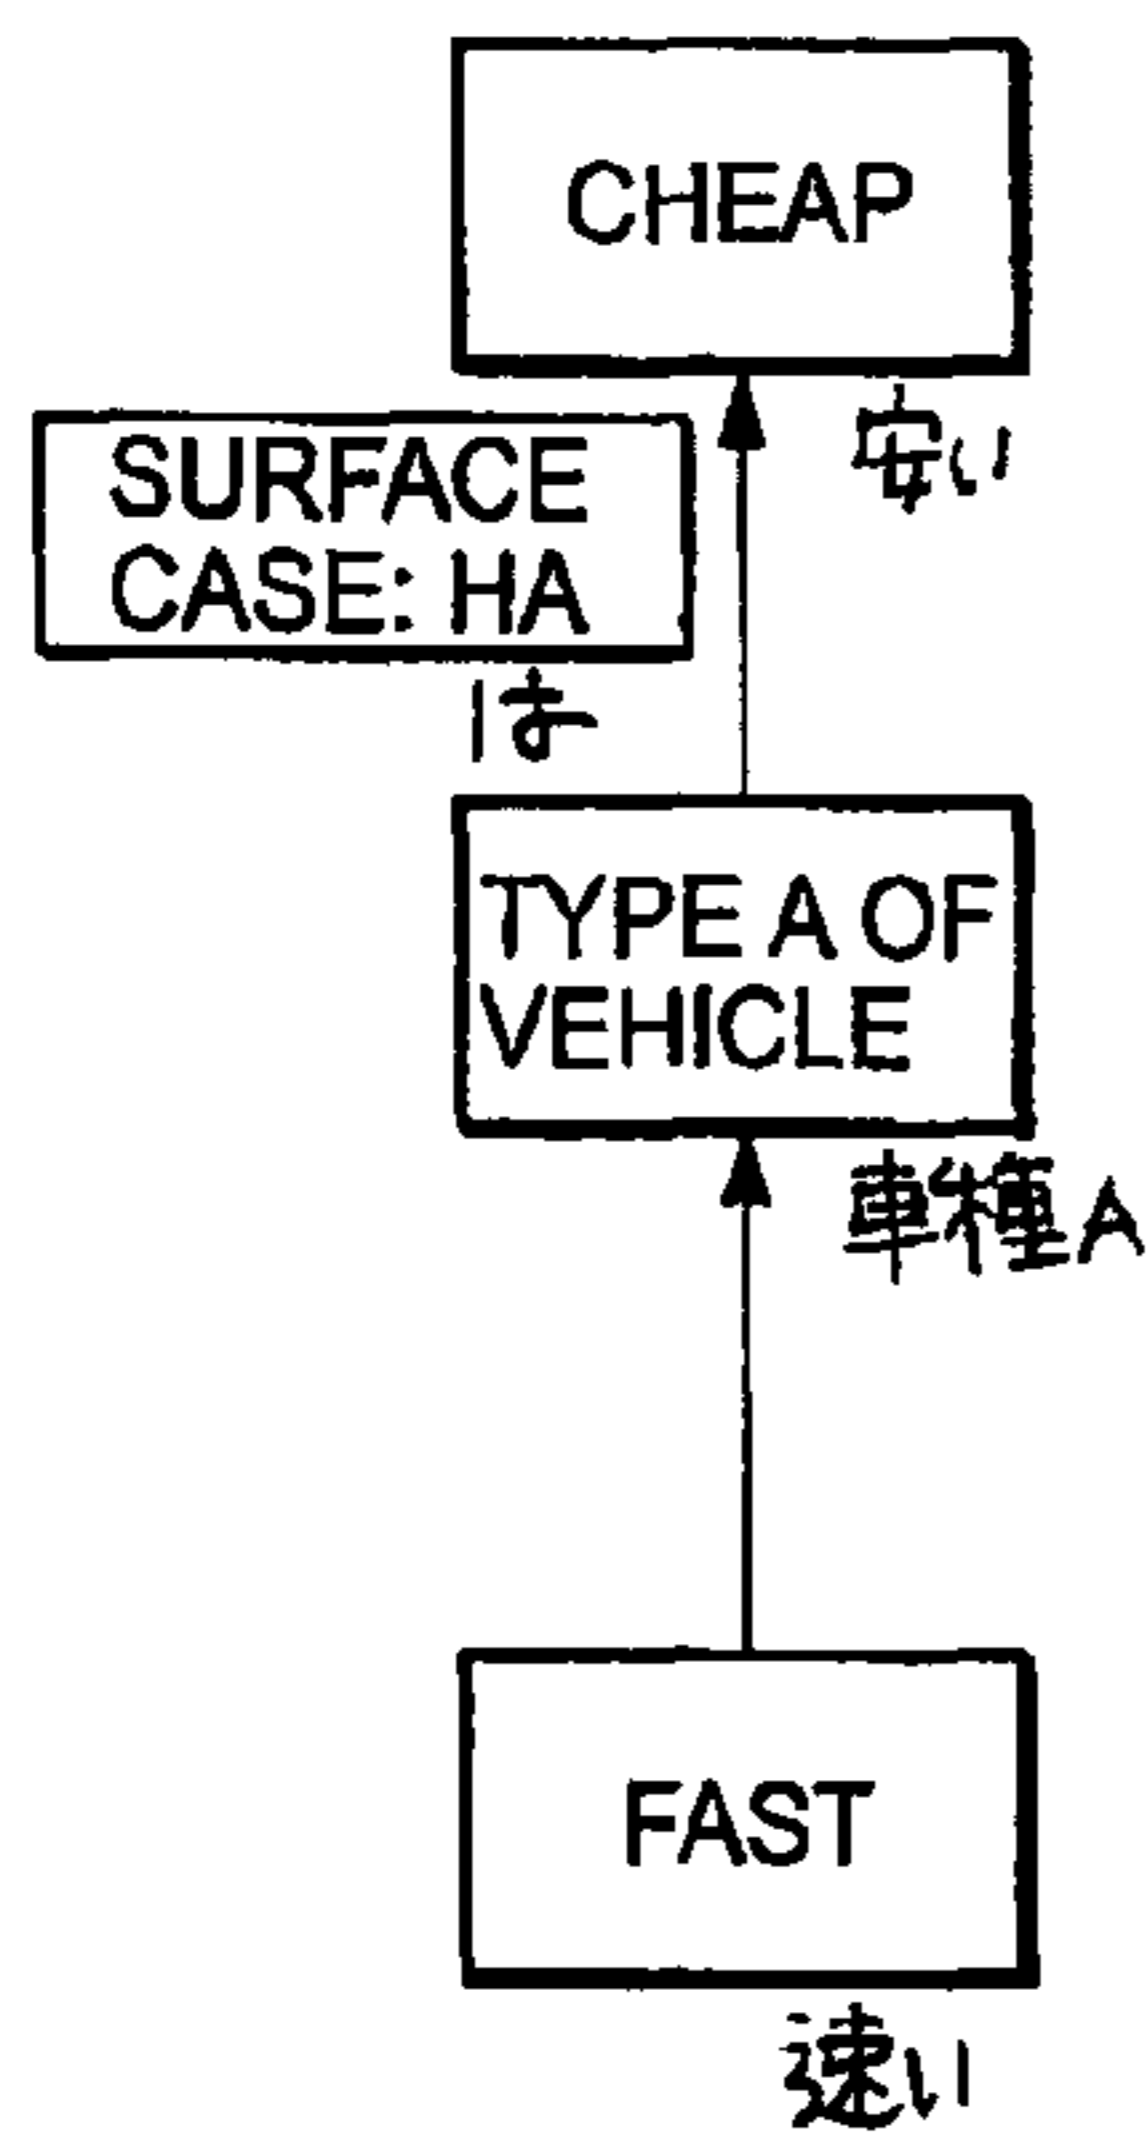 CHEAP
安い
SURFACE
CASE: HA
は
TYPE A OF
VEHICLE
車種A
FAST
速い